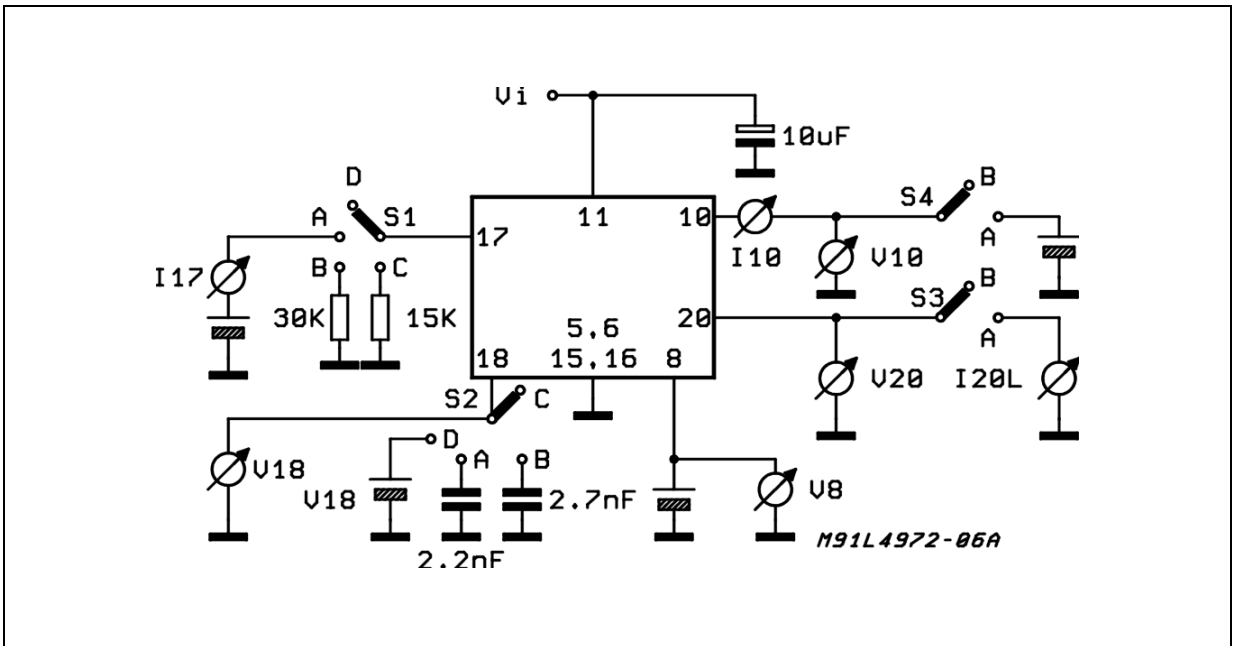 Vi
10uF
D
A
S1
11
10
S4
B
17
I10
V10
A
I17
B
C
S3
B
30K
15K
5,6
20
A
18
15,16
8
V20
I20L
S2
C
D
V18
A
B
V18
2.7nF
V8
M91L4972-06A
2.2nF